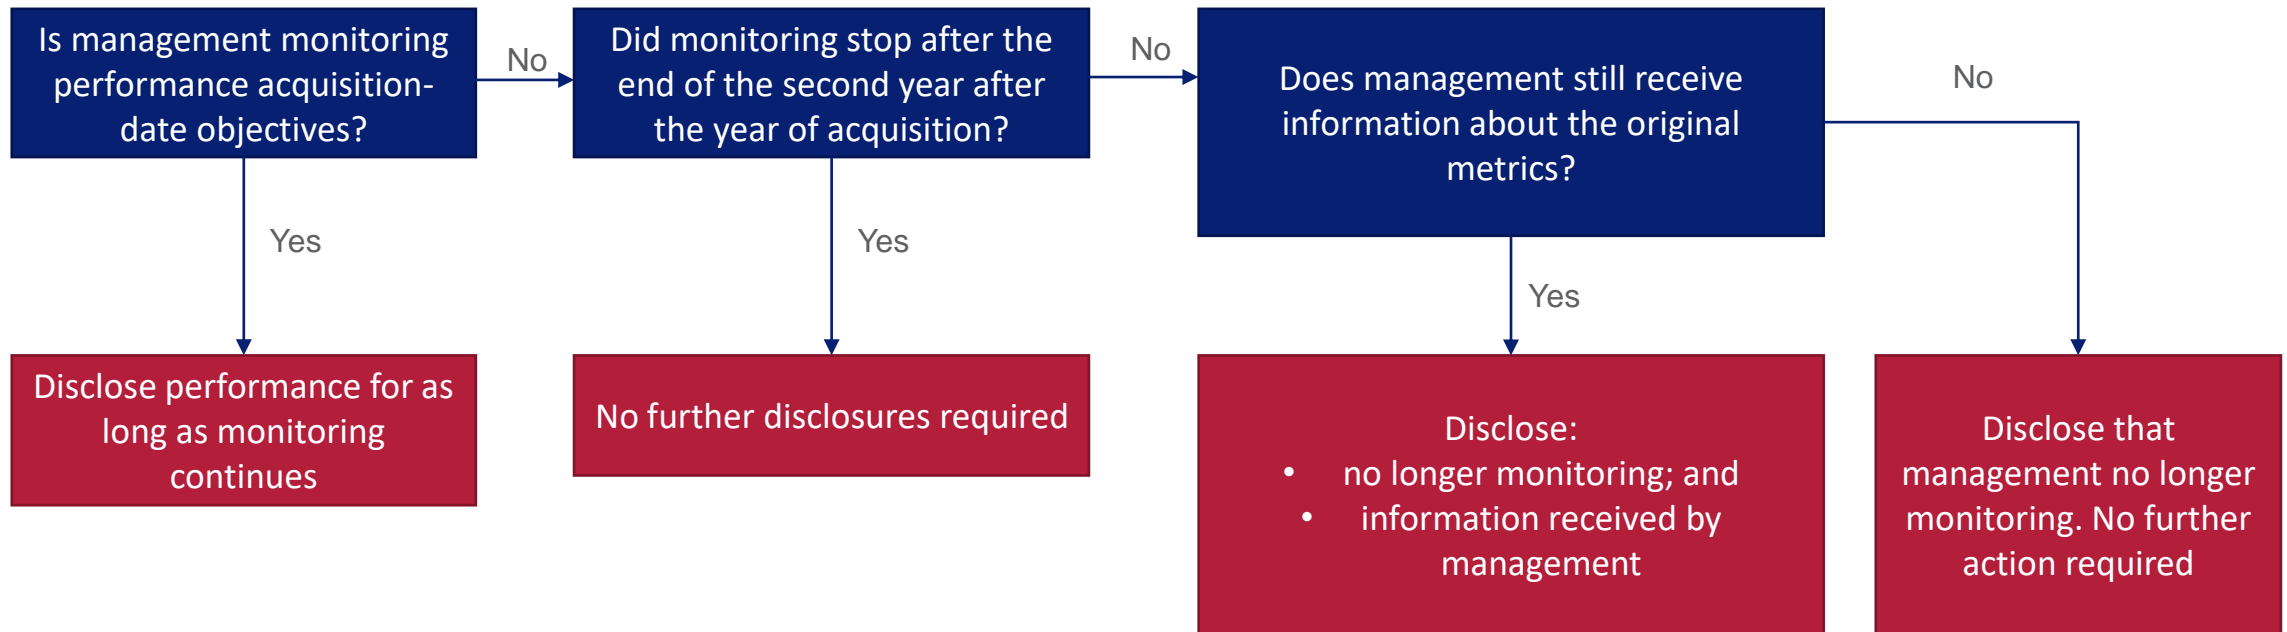 Is management monitoring
performance acquisition-
date objectives?
No
Did monitoring stop after the
end of the second year after
the year of acquisition?
No
Does management still receive
information about the original
metrics?
No
Yes
Yes
Yes
Disclose performance for as
long as monitoring
continues
No further disclosures required
Disclose:
• no longer monitoring; and
• information received by
management
Disclose that
management no longer
monitoring. No further
action required